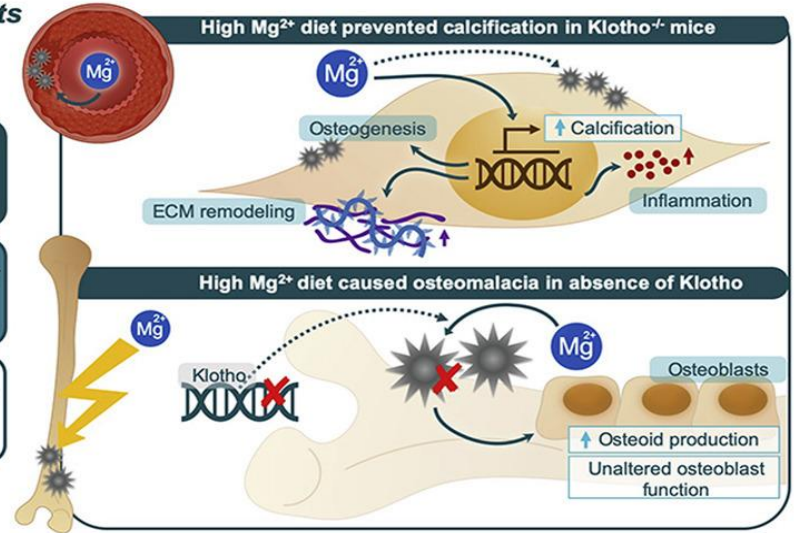 ts
High Mg²⁺ diet prevented calcification in Klotho⁻/⁻ mice
Mg²⁺
Mg²⁺
Osteogenesis
Calcification
ECM remodeling
Inflammation
High Mg²⁺ diet caused osteomalacia in absence of Klotho
Mg²⁺
Mg²⁺
Klotho
Osteoblasts
Osteoid production
Unaltered osteoblast
function